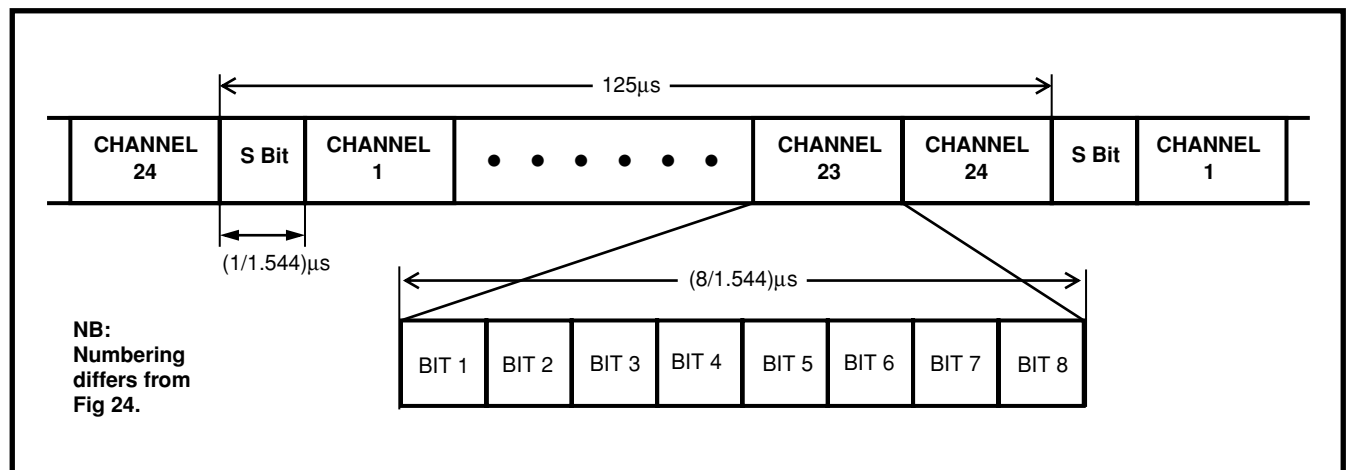 125μs
CHANNEL 24
S Bit
CHANNEL 1
• • • • • •
CHANNEL 23
CHANNEL 24
S Bit
CHANNEL 1
(1/1.544)μs
(8/1.544)μs
BIT 1 BIT 2 BIT 3 BIT 4 BIT 5 BIT 6 BIT 7 BIT 8
NB:
Numbering
differs from
Fig 24.